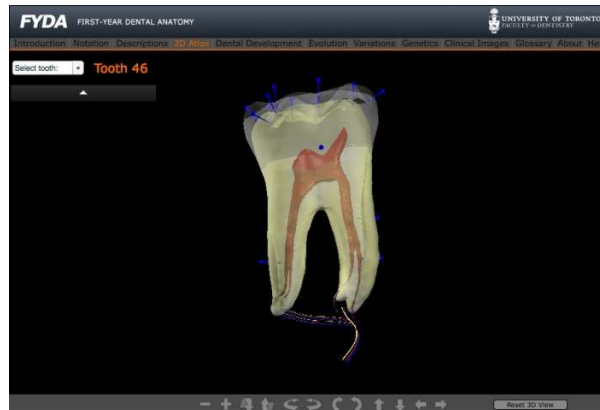 FYDA FIRST-YEAR DENTAL ANATOMY
UNIVERSITY OF TORONTO
FACULTY OF DENTISTRY
Introduction Notation Descriptions 3D Atlas Dental Development Evolution Variations Genetics Clinical Images Glossary About He
Select tooth:
Tooth 46
Reset 3D View